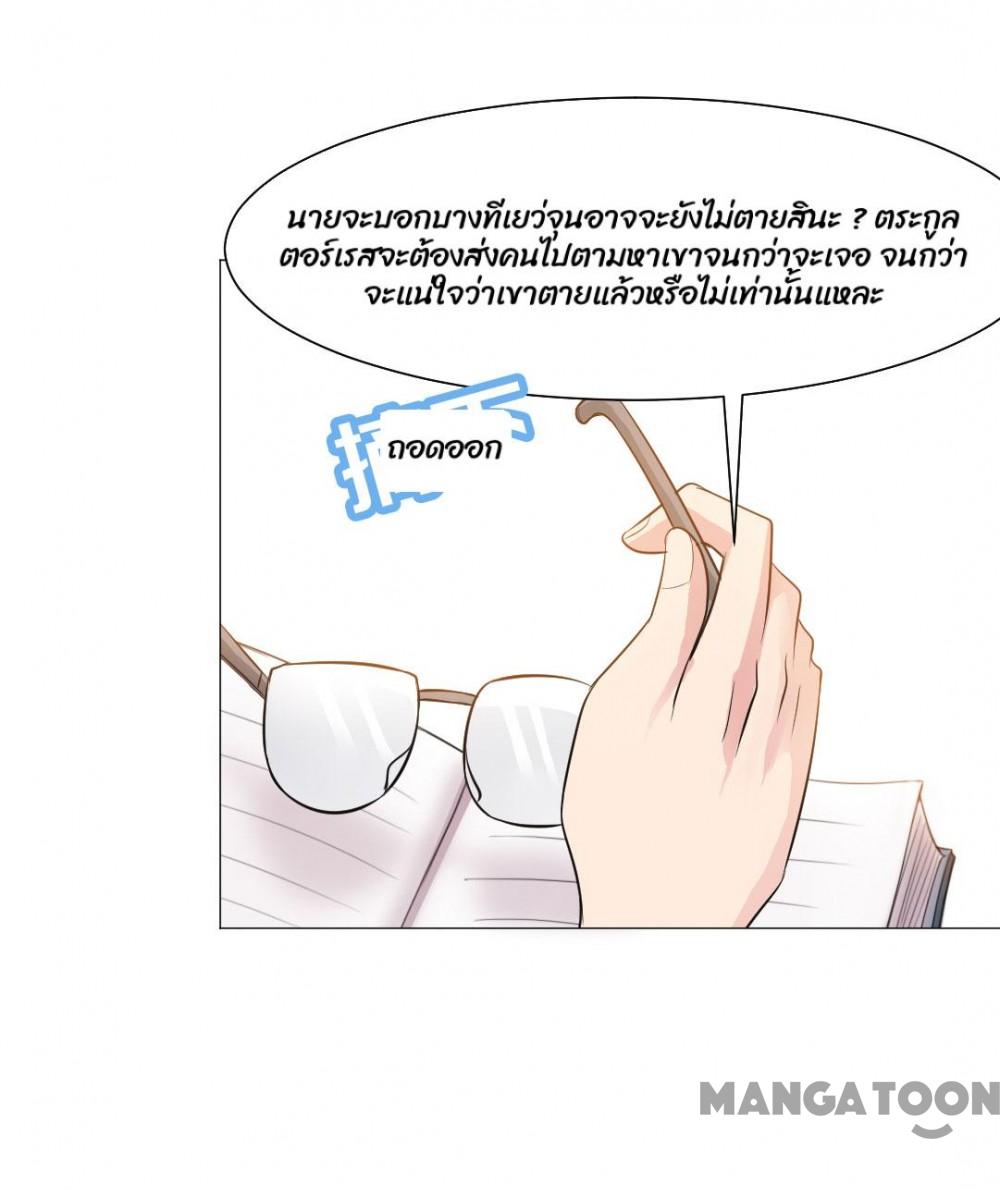 นายจะบอกบางทีเยว่จุนอาจจะยังไม่ตายสินะ ? ตระกูล
ตอร์เรสจะต้องส่งคนไปตามหาเขาจนกว่าจะเจอ จนกว่า
จะแน่ใจว่าเขาตายแล้วหรือไม่เท่านั้นแหละ
ถอดออก
MANGATOON